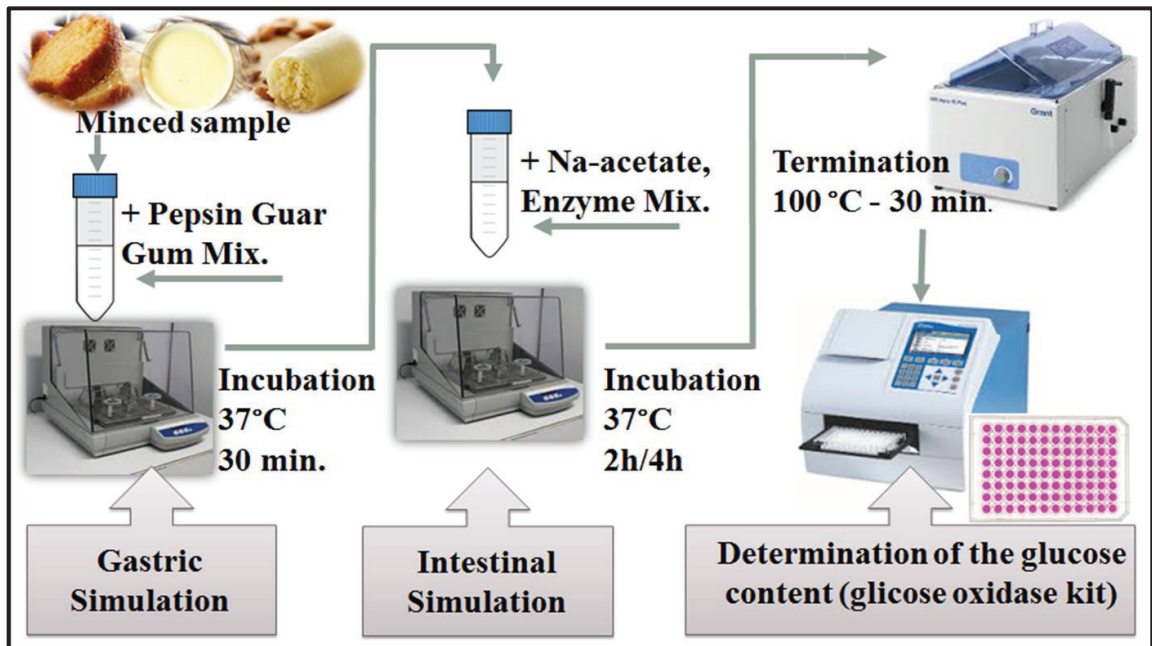 Minced sample
+ Pepsin Guar
Gum Mix.
Incubation
37°C
30 min.
Gastric
Simulation
+ Na-acetate,
Enzyme Mix.
Incubation
37°C
2h/4h
Intestinal
Simulation
Grant
Termination
100 °C - 30 min.
Determination of the glucose
content (glicose oxidase kit)